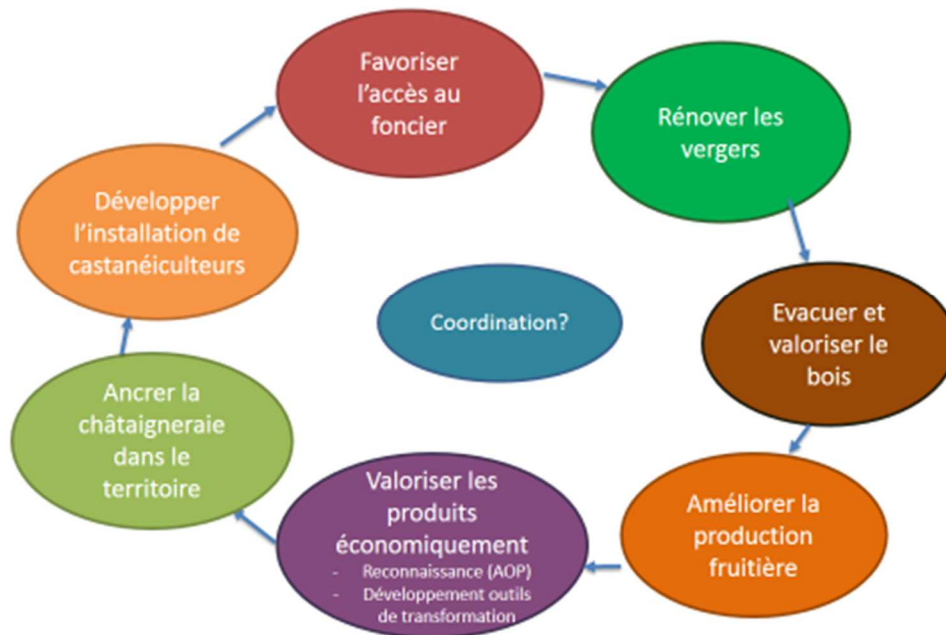 Favoriser
l'accès au
foncier
Rénover les
vergers
Evacuer et
valoriser le
bois
Améliorer la
production
fruitière
Valoriser les
produits
économiquement
- Reconnaissance (AOP)
- Développement outils
de transformation
Ancrer la
châtaigneraie
dans le
territoire
Développer
l'installation de
castanéiculteurs
Coordination?